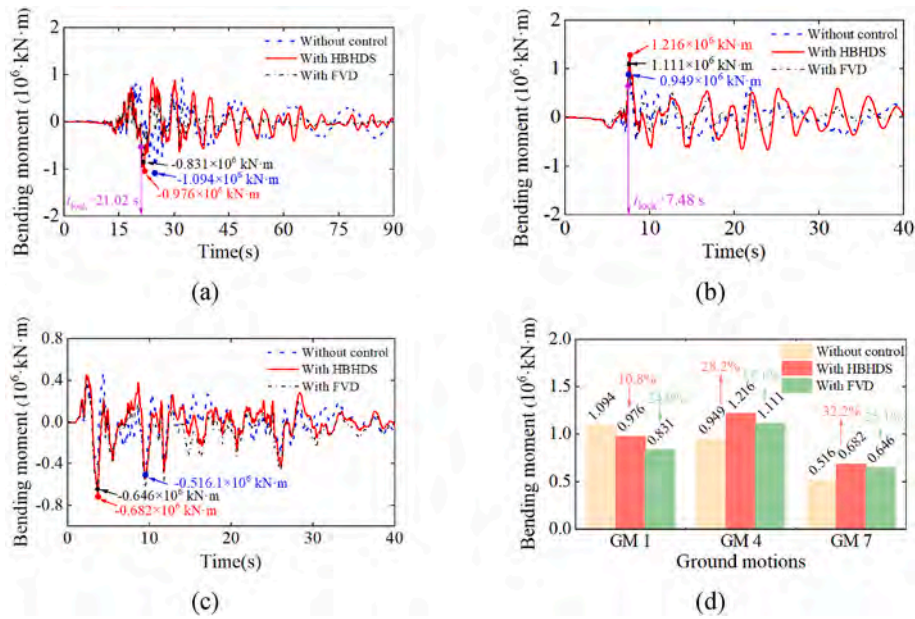 Bending moment (10⁶·kN·m)
2
1
0
-1
-2
0 15 30 45 60 75 90
Time(s)
Without control
With HBHDS
With FVD
-0.831×10⁶ kN·m
-1.094×10⁶ kN·m
-0.976×10⁶ kN·m
21.02 s
(a)
Bending moment (10⁶·kN·m)
2
1
0
-1
-2
0 10 20 30 40
Time(s)
Without control
With HBHDS
With FVD
1.216×10⁶ kN·m
1.111×10⁶ kN·m
0.949×10⁶ kN·m
7.48 s
(b)
Bending moment (10⁶·kN·m)
0.8
0.4
0.0
-0.4
-0.8
0 10 20 30 40
Time(s)
Without control
With HBHDS
With FVD
-0.516.1×10⁶ kN·m
-0.646×10⁶ kN·m
-0.682×10⁶ kN·m
(c)
Bending moment (10⁶·kN·m)
2.0
1.5
1.0
0.5
0.0
Without control
With HBHDS
With FVD
10.8%
28.2%
32.2%
1.094
0.976
0.831
0.949
1.216
1.111
0.516
0.682
0.646
GM 1 GM 4 GM 7
Ground motions
(d)